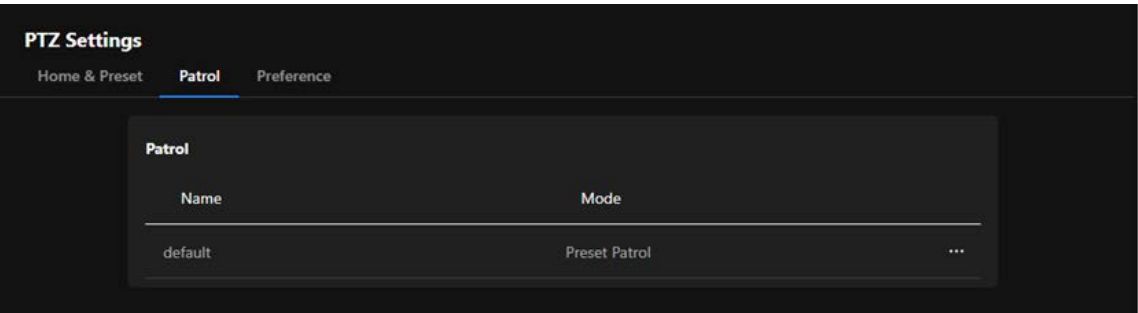 PTZ Settings
Home & Preset Patrol Preference
Patrol
Name Mode
default Preset Patrol ...